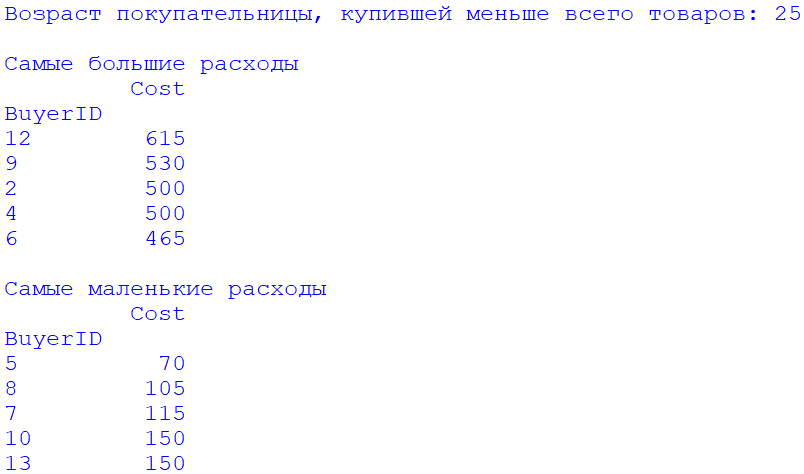 Возраст покупательницы, купившей меньше всего товаров: 25
Самые большие расходы
Cost
BuyerID
12 615
9 530
2 500
4 500
6 465
Самые маленькие расходы
Cost
BuyerID
5 70
8 105
7 115
10 150
13 150